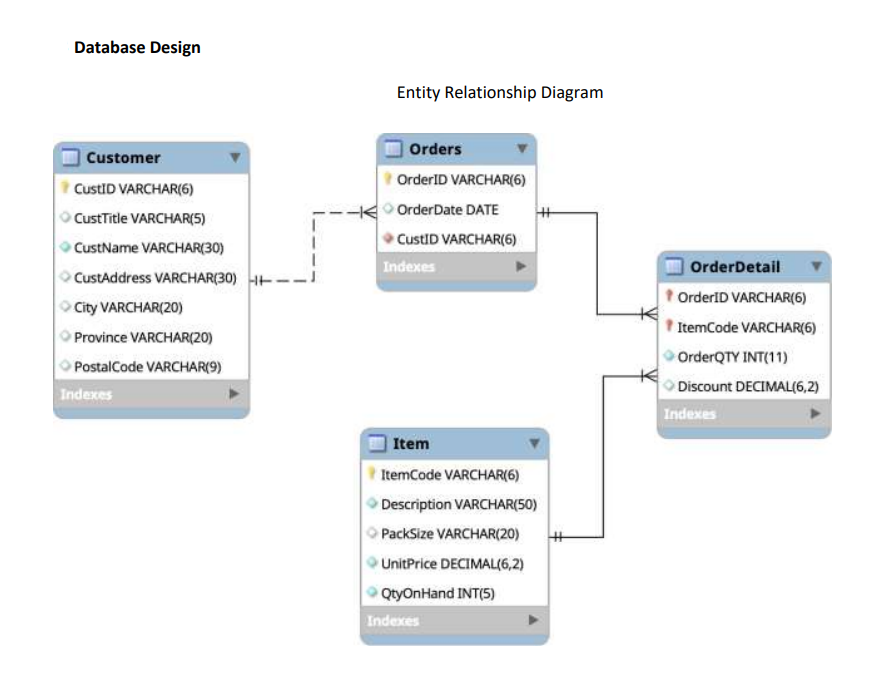 Database Design
Entity Relationship Diagram
Customer
CustID VARCHAR(6)
CustTitle VARCHAR(5)
CustName VARCHAR(30)
CustAddress VARCHAR(30)
City VARCHAR(20)
Province VARCHAR(20)
PostalCode VARCHAR(9)
Indexes
Orders
OrderID VARCHAR(6)
OrderDate DATE
CustID VARCHAR(6)
Indexes
OrderDetail
OrderID VARCHAR(6)
ItemCode VARCHAR(6)
OrderQTY INT(11)
Discount DECIMAL(6,2)
Indexes
Item
ItemCode VARCHAR(6)
Description VARCHAR(50)
PackSize VARCHAR(20)
UnitPrice DECIMAL(6,2)
QtyOnHand INT(5)
Indexes